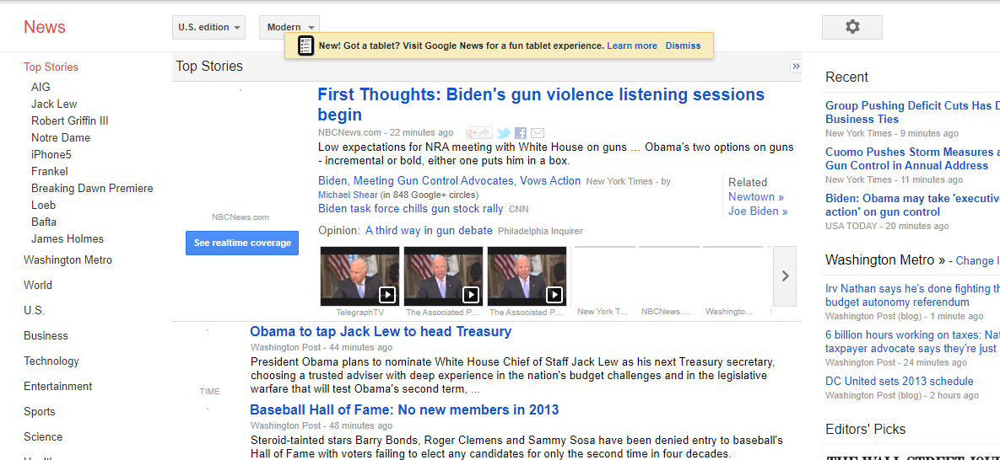 News
U.S. edition
Modern
New! Got a tablet? Visit Google News for a fun tablet experience. Learn more Dismiss
Top Stories
AIG
Jack Lew
Robert Griffin III
Notre Dame
iPhone5
Frankel
Breaking Dawn Premiere
Loeb
Bafta
James Holmes
Washington Metro
World
U.S.
Business
Technology
Entertainment
Sports
Science
Top Stories
»
First Thoughts: Biden's gun violence listening sessions
begin
NBCNews.com - 22 minutes ago
Low expectations for NRA meeting with White House on guns ... Obama's two options on guns
- incremental or bold, either one puts him in a box.
NBCNews.com
See realtime coverage
Biden, Meeting Gun Control Advocates, Vows Action New York Times - by
Michael Shear (in 848 Google+ circles)
Biden task force chills gun stock rally CNN
Related
Newtown »
Joe Biden »
Opinion: A third way in gun debate Philadelphia Inquirer
TelegraphTV
The Associated P...
The Associated P...
New York T...
NBCNews....
Washingto...
Obama to tap Jack Lew to head Treasury
Washington Post - 44 minutes ago
President Obama plans to nominate White House Chief of Staff Jack Lew as his next Treasury secretary,
choosing a trusted adviser with deep experience in the nation's budget challenges and in the legislative
warfare that will test Obama's second term, ...
TIME
Baseball Hall of Fame: No new members in 2013
Washington Post - 48 minutes ago
Steroid-tainted stars Barry Bonds, Roger Clemens and Sammy Sosa have been denied entry to baseball's
Hall of Fame with voters failing to elect any candidates for only the second time in four decades.
Recent
Group Pushing Deficit Cuts Has D
Business Ties
New York Times - 9 minutes ago
Cuomo Pushes Storm Measures a
Gun Control in Annual Address
New York Times - 11 minutes ago
Biden: Obama may take 'executive
action' on gun control
USA TODAY - 20 minutes ago
Washington Metro » - Change l
Irv Nathan says he's done fighting th
budget autonomy referendum
Washington Post (blog) - 1 minute ago
6 billion hours working on taxes: Nat
taxpayer advocate says they're just
Washington Post - 24 minutes ago
DC United sets 2013 schedule
Washington Post (blog) - 2 hours ago
Editors' Picks